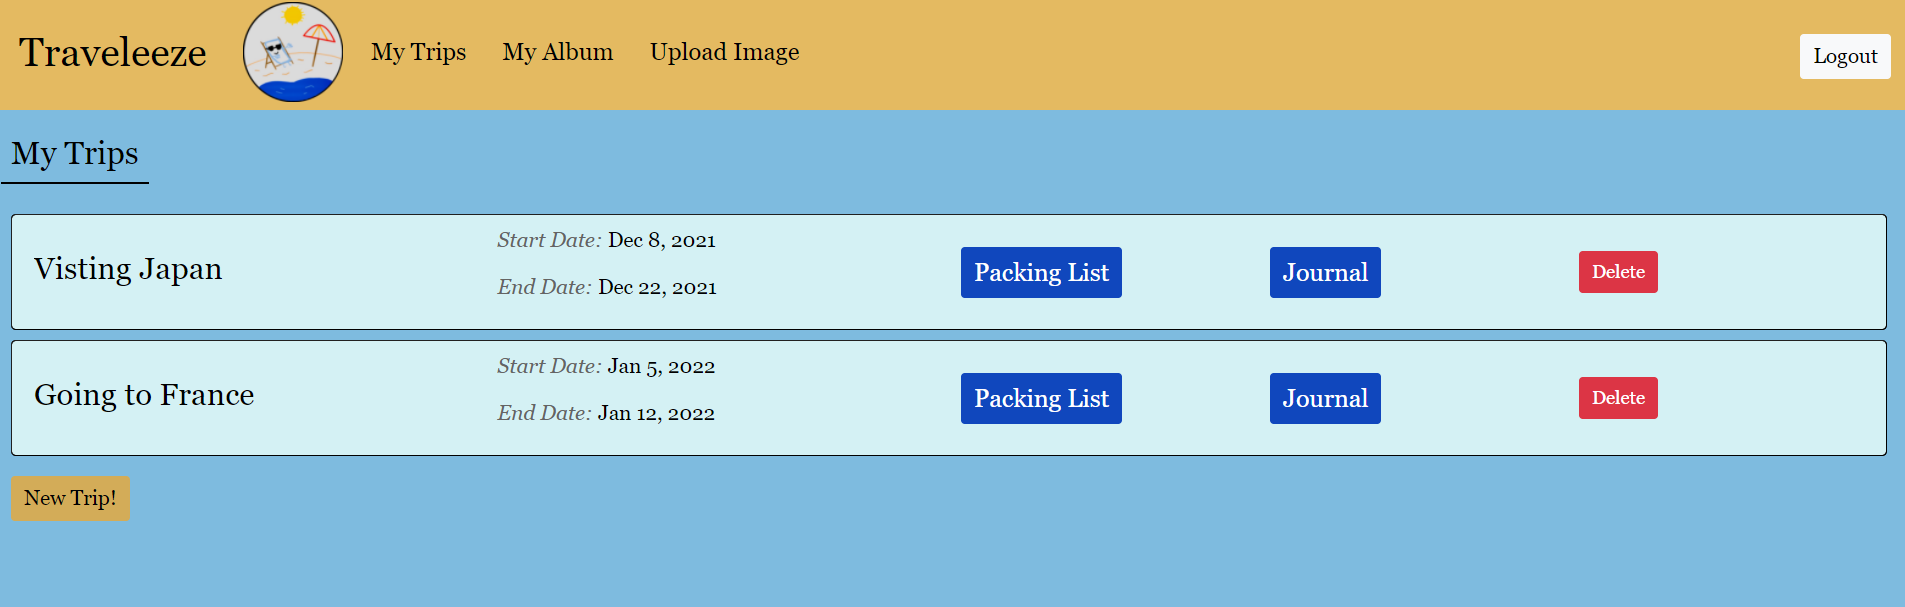 Traveleeze
My Trips
My Album
Upload Image
Logout
My Trips
Visting Japan
Start Date: Dec 8, 2021
End Date: Dec 22, 2021
Packing List
Journal
Delete
Going to France
Start Date: Jan 5, 2022
End Date: Jan 12, 2022
Packing List
Journal
Delete
New Trip!